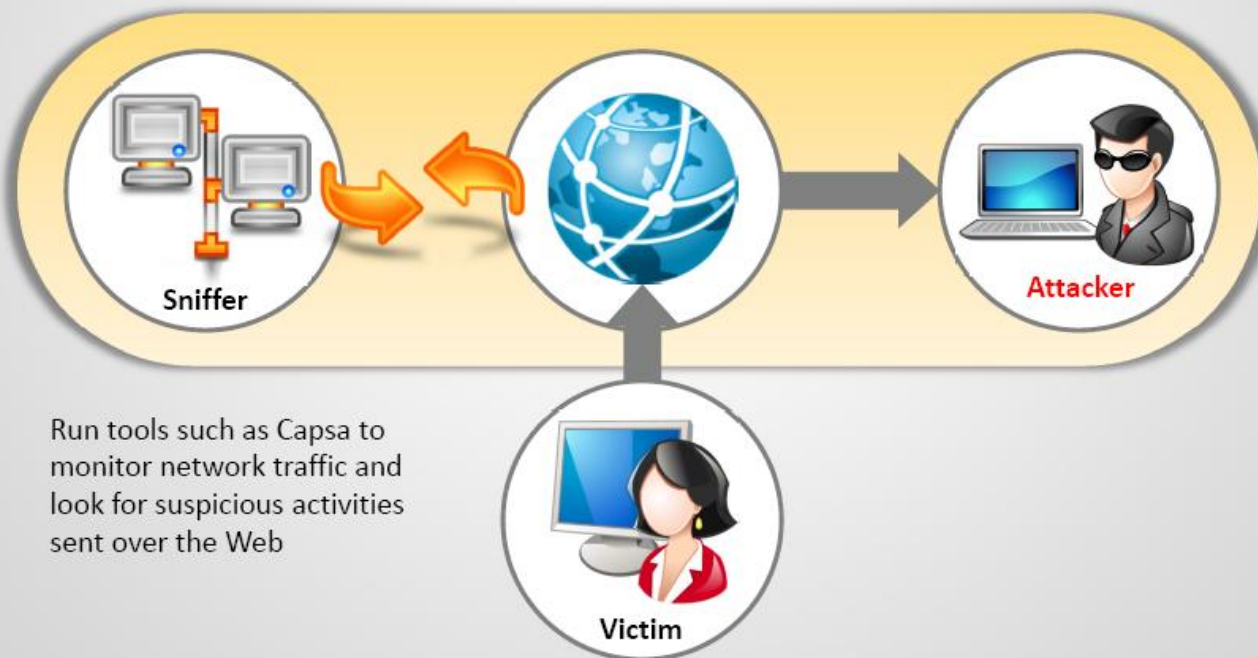 Sniffer
Attacker
Run tools such as Capsa to
monitor network traffic and
look for suspicious activities
sent over the Web
Victim